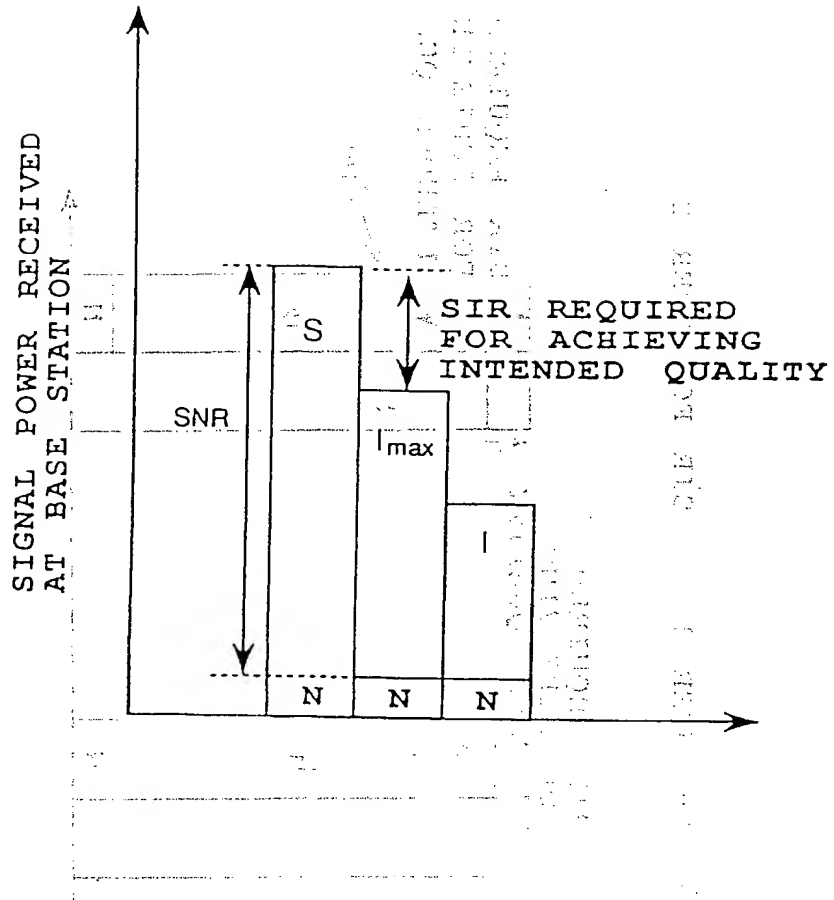 SIGNAL POWER RECEIVED
AT BASE STATION
S
SIR REQUIRED
FOR ACHIEVING
INTENDED QUALITY
SNR
Imax
I
N
N
N